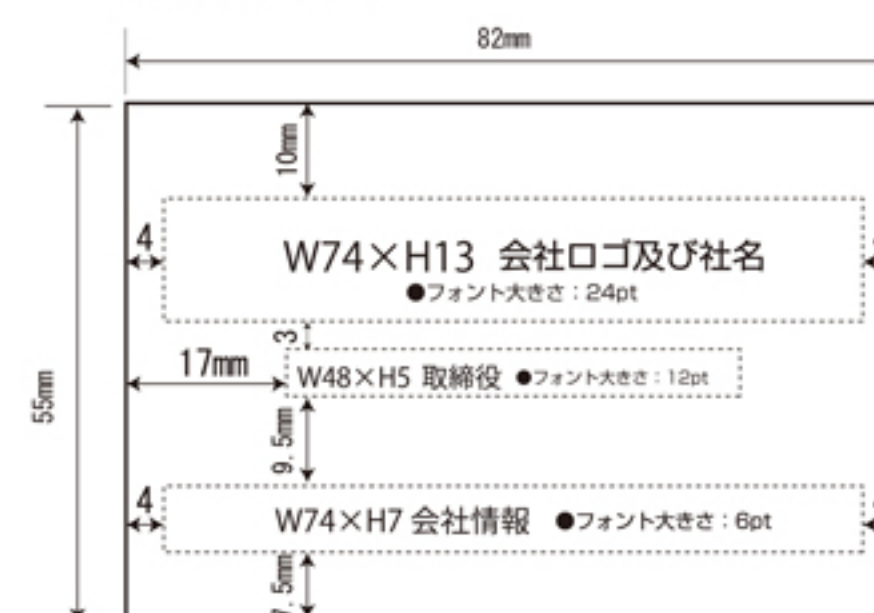 82mm
10mm
4
W74×H13 会社ロゴ及び社名
●フォント大きさ：24pt
3
17mm
W48×H5 取締役 ●フォント大きさ：12pt
55mm
9.5mm
4
W74×H7 会社情報 ●フォント大きさ：6pt